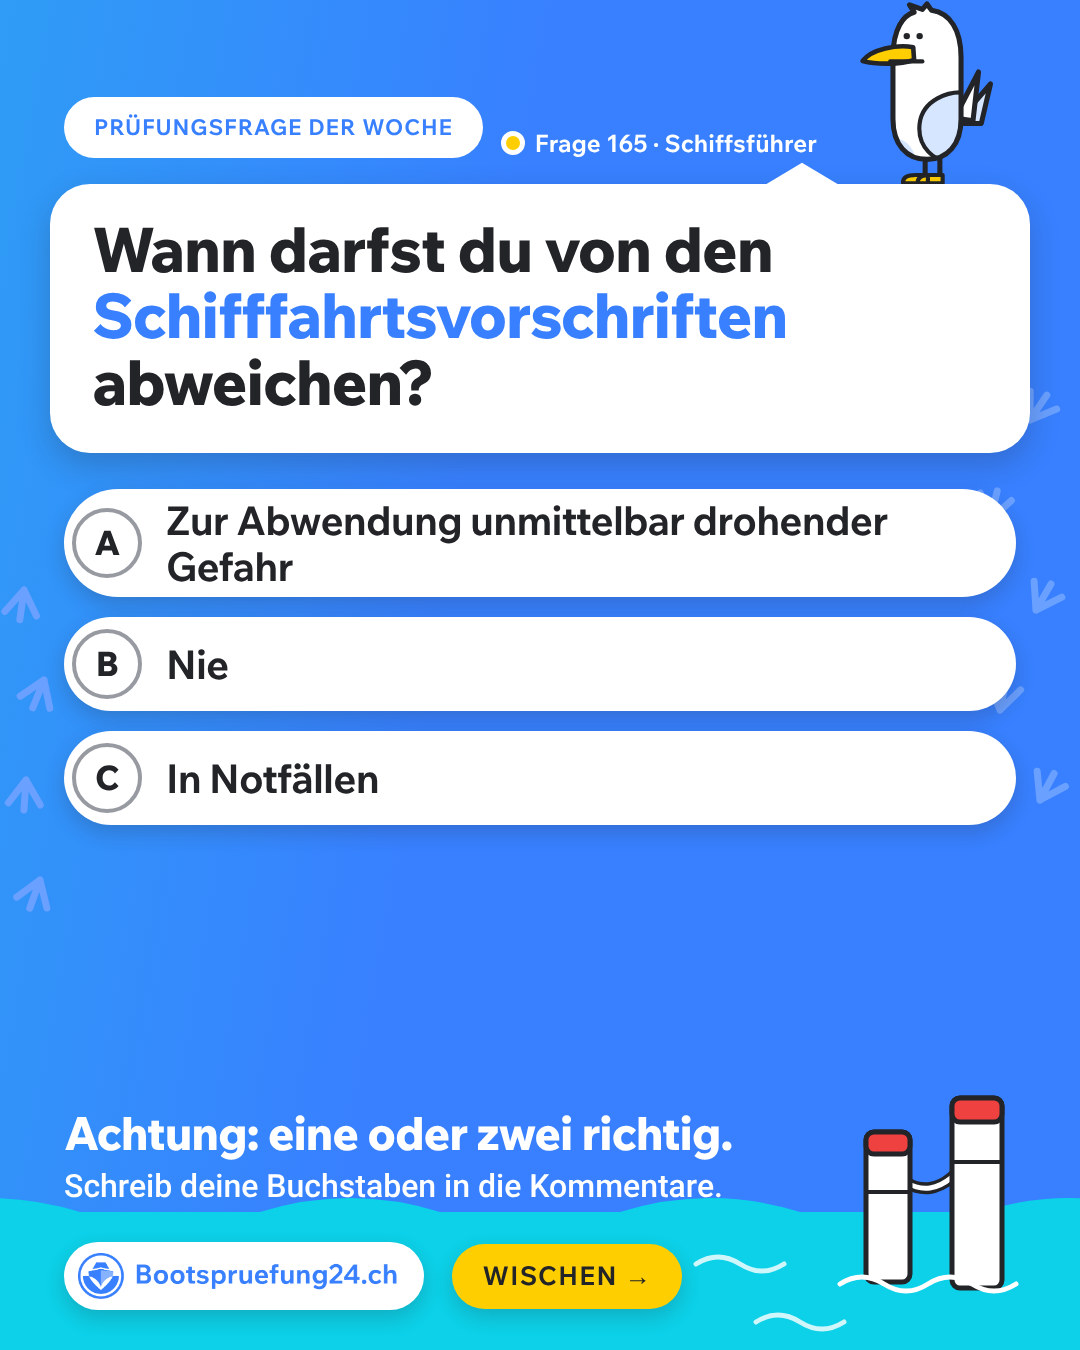 PRÜFUNGSFRAGE DER WOCHE
Frage 165 · Schiffsführer
Wann darfst du von den
Schifffahrtsvorschriften
abweichen?
A
Zur Abwendung unmittelbar drohender
Gefahr
B
Nie
C
In Notfällen
Achtung: eine oder zwei richtig.
Schreib deine Buchstaben in die Kommentare.
Bootspruefung24.ch
WISCHEN →